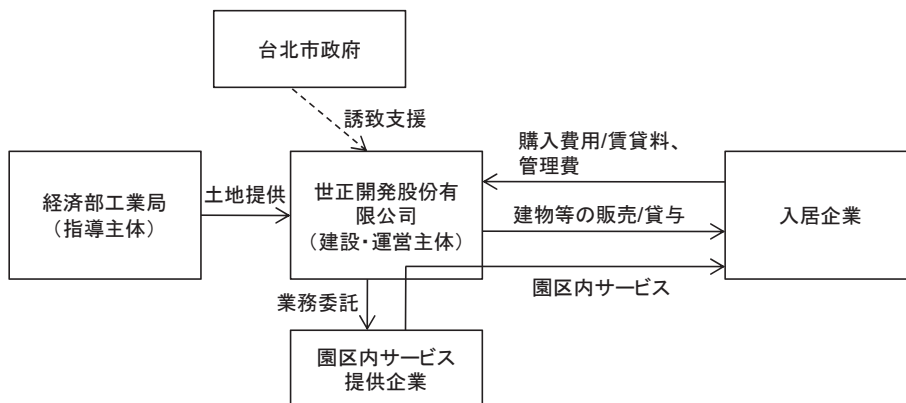 台北市政府
誘致支援
購入費用/賃貸料、
管理費
経済部工業局
（指導主体）
土地提供
世正開発股份有
限公司
（建設・運営主体）
建物等の販売/貸与
入居企業
業務委託
園区内サービス
園区内サービス
提供企業